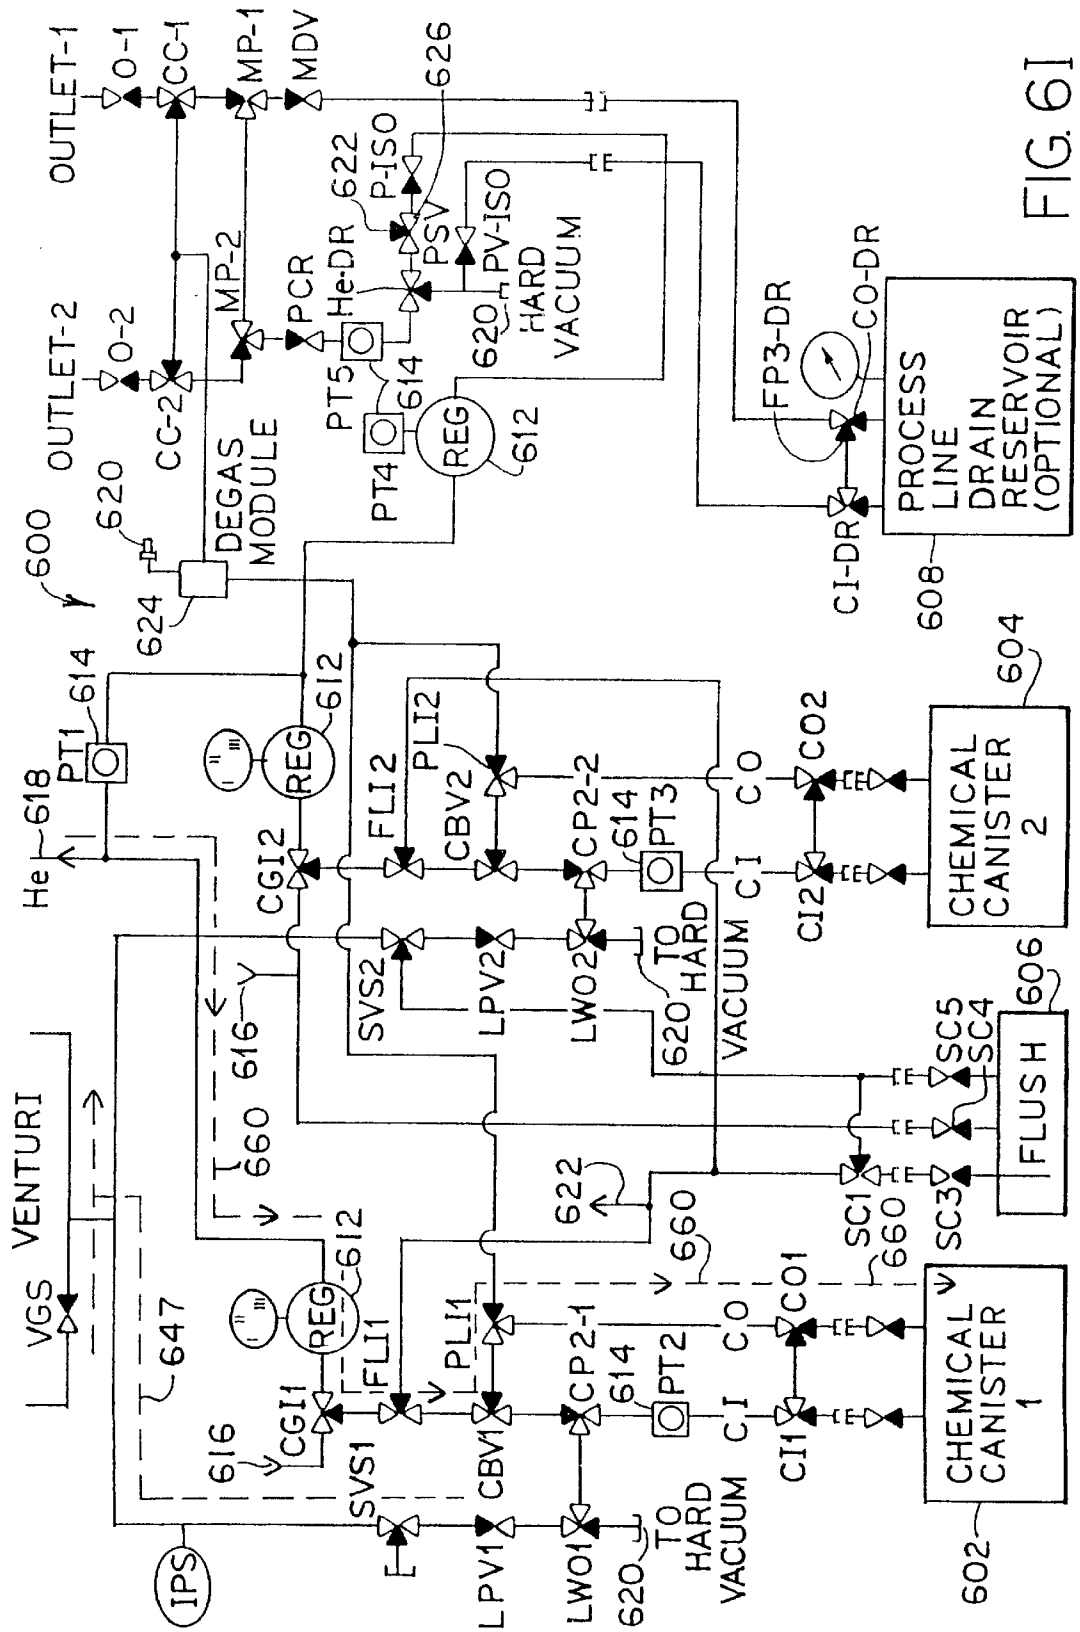 VGS VENTURI
647
IPS
616
He 618
PT1
614
600
620
624
DEGAS
MODULE
OUTLET-2
O-2
CC-2
MP-2
OUTLET-1
O-1
CC-1
MP-1
MDV
PCR
PT5
614
PT4
REG
612
He-DR
622
P-ISO
PSV
626
PV-ISO
620
HARD
VACUUM
616
660
CGI1
REG
612
FLI1
SVS1
CBV1
PLI1
LPV1
CP2-1
LWO1
614
PT2
620
TO
HARD
VACUUM
CI
CO
CI1
CO1
660
660
622
CGI2
REG
612
FLI2
SVS2
CBV2
PLI2
LPV2
CP2-2
LWO2
614
PT3
620
TO
HARD
VACUUM
CI
CO
CI2
CO2
SC1
SC3
SC5
SC4
CI-DR
FP3-DR
CO-DR
602
CHEMICAL
CANISTER
1
FLUSH
606
CHEMICAL
CANISTER
2
604
608
PROCESS
LINE
DRAIN
RESERVOIR
(OPTIONAL)
FIG. 6I